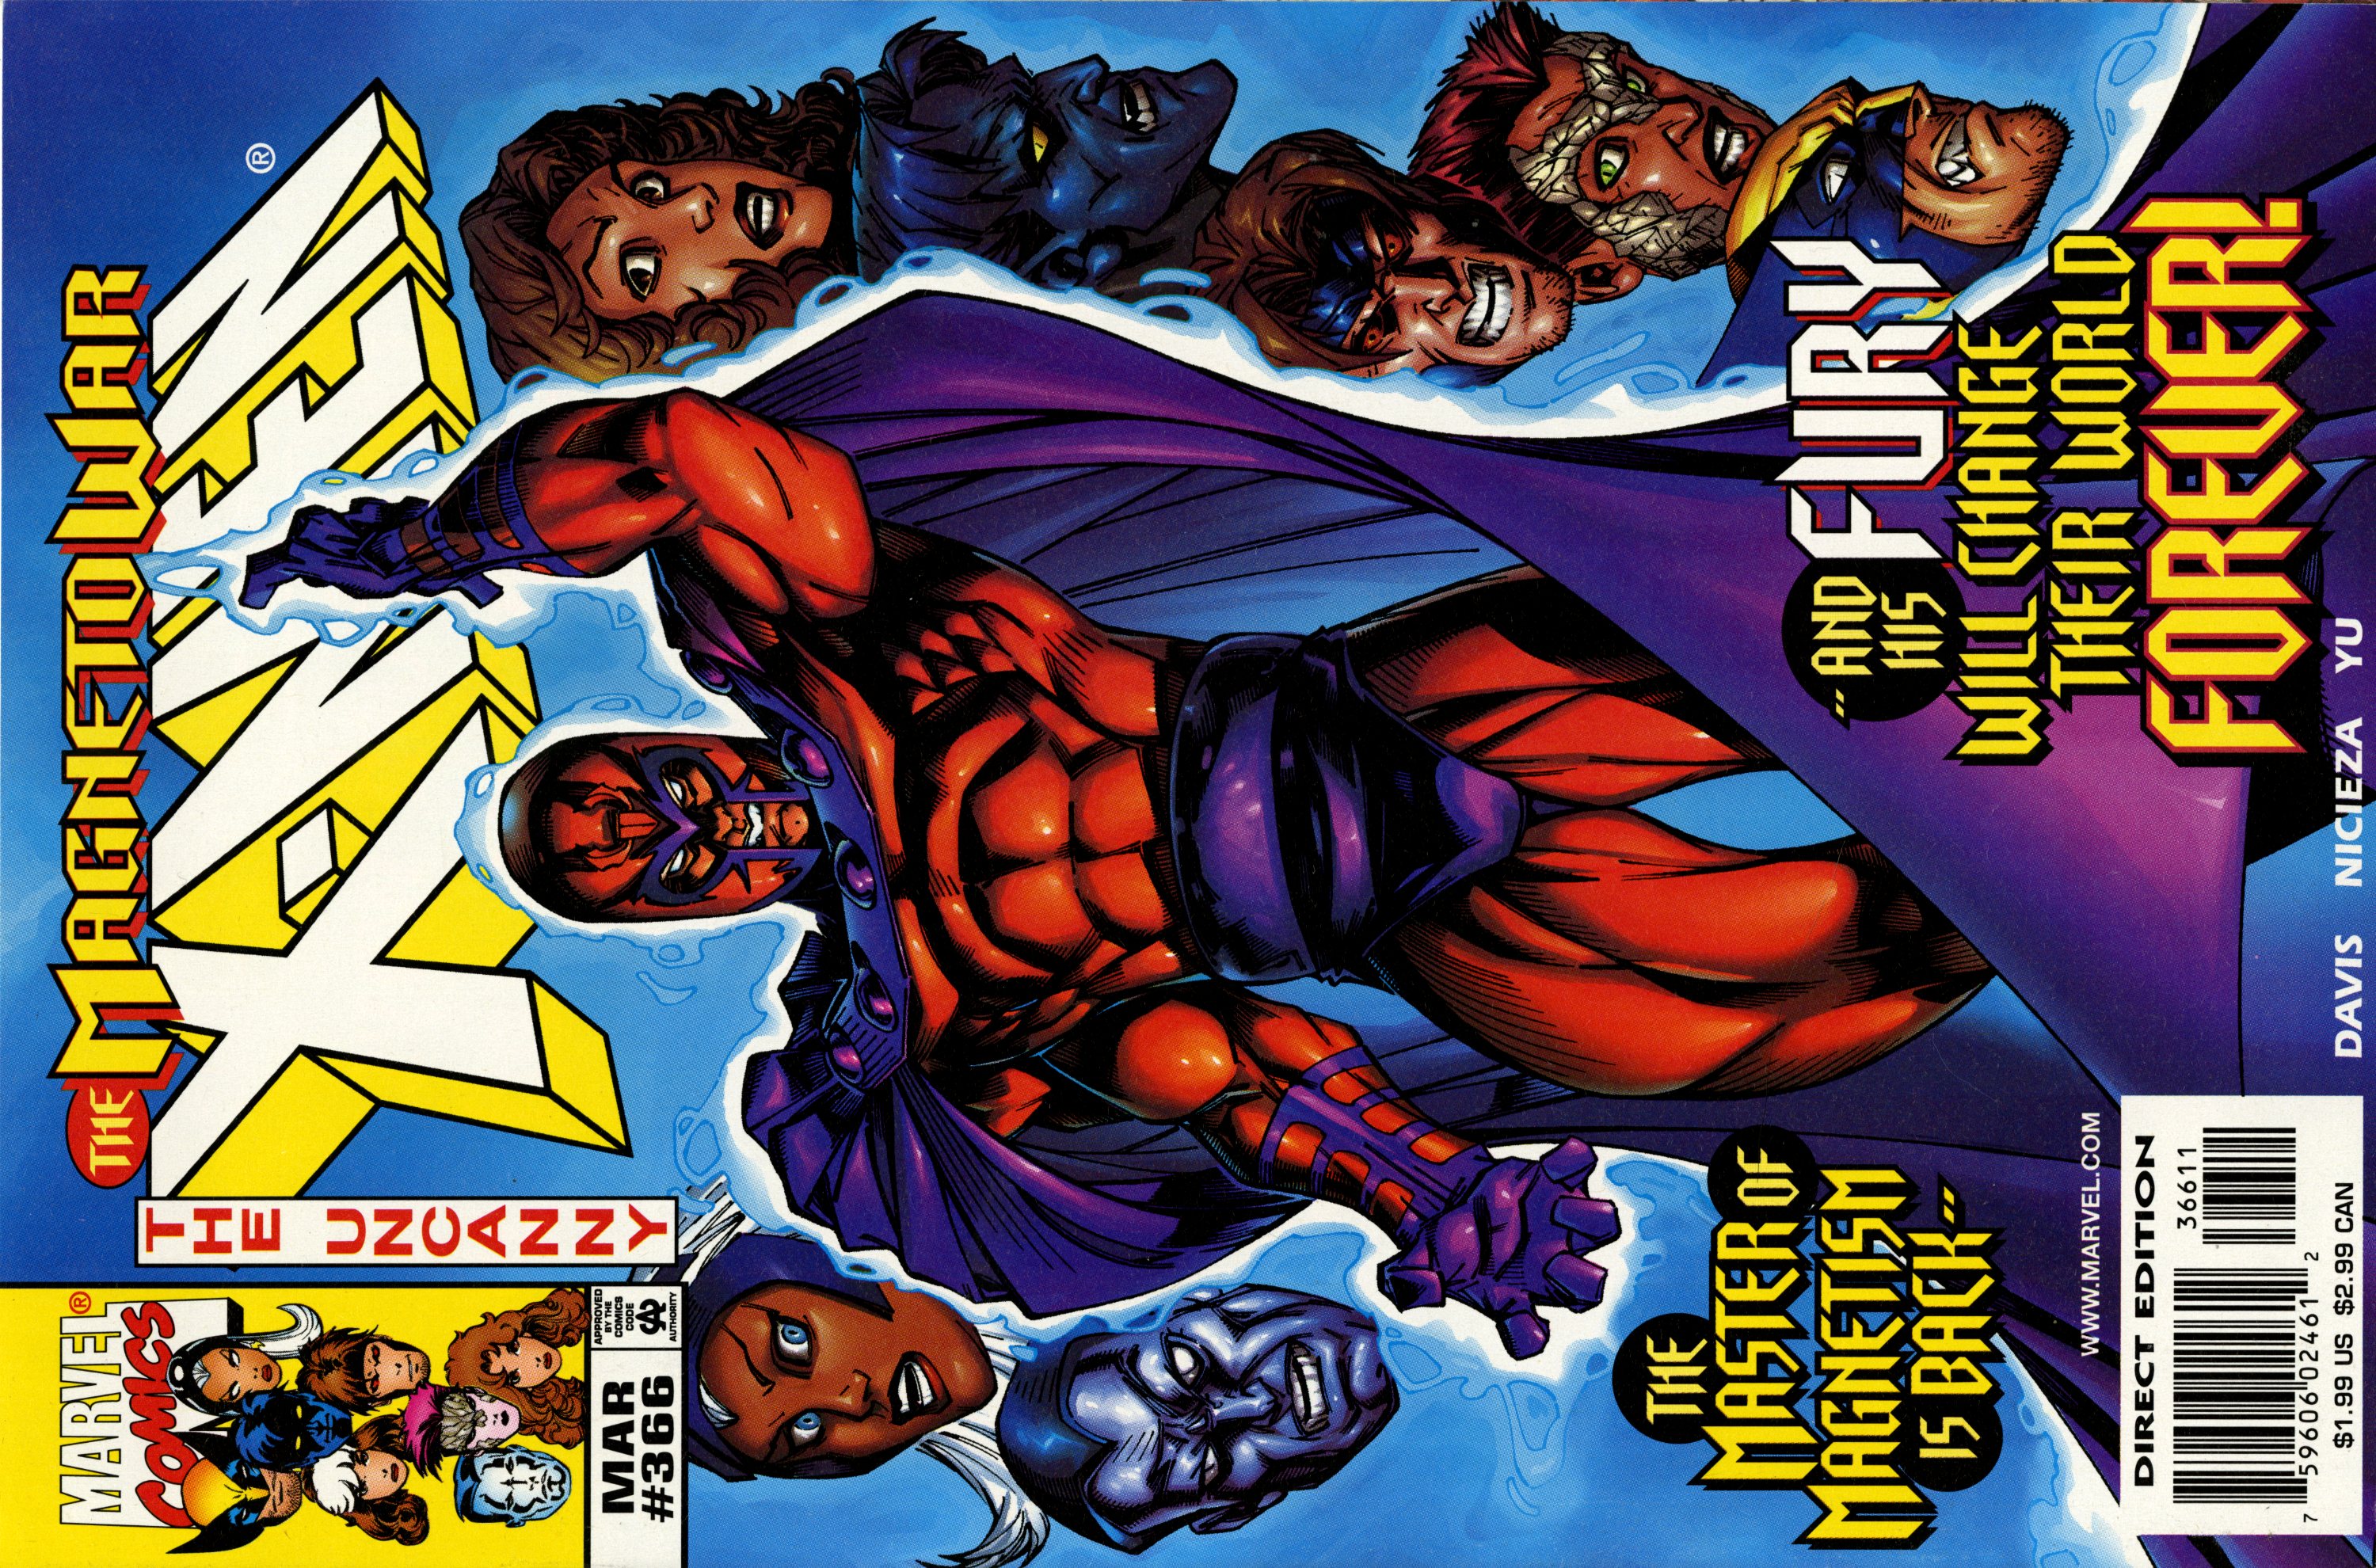 MARVEL®
COMICS
MAR
#366
APPROVED
BY THE
COMICS
CODE
CA
AUTHORITY
THE MAGNETO WAR
THE UNCANNY
X-MEN®
THE
MASTER OF
MAGNETISM
IS BACK--
--AND
HIS FURY
WILL CHANGE
THEIR WORLD
FOREVER!
WWW.MARVEL.COM
DIRECT EDITION
36611
7 59606 02461 2
$1.99 US $2.99 CAN
DAVIS NICIEZA YU